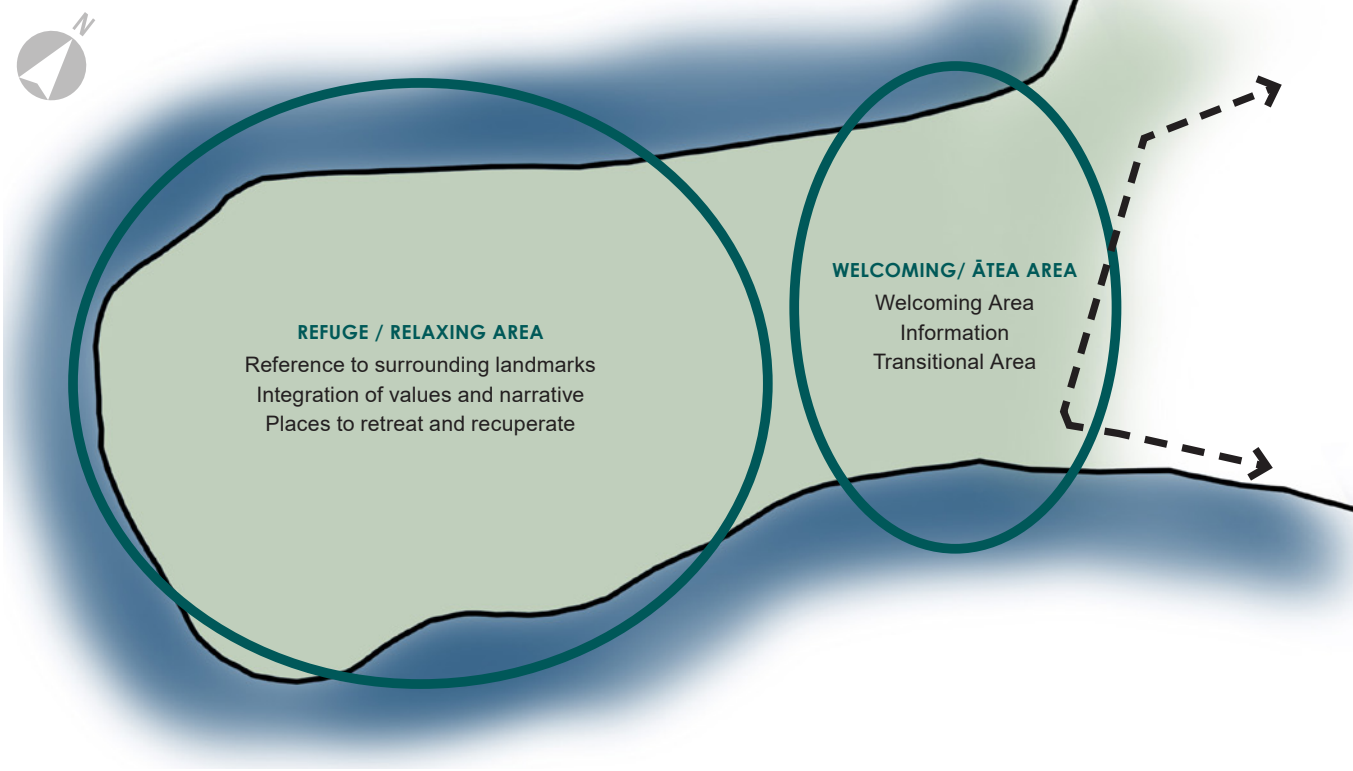 N
REFUGE / RELAXING AREA
Reference to surrounding landmarks
Integration of values and narrative
Places to retreat and recuperate
WELCOMING/ ĀTEA AREA
Welcoming Area
Information
Transitional Area